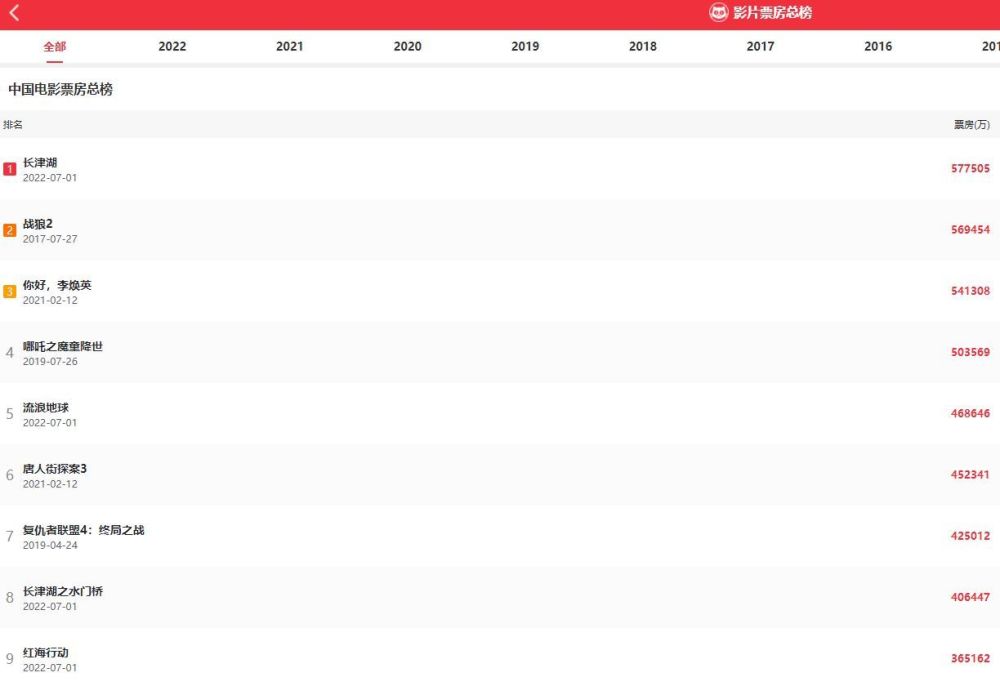 影片票房总榜
全部 2022 2021 2020 2019 2018 2017 2016 201
中国电影票房总榜
排名 票房(万)
1 长津湖 577505
2022-07-01
2 战狼2 569454
2017-07-27
3 你好，李焕英 541308
2021-02-12
4 哪吒之魔童降世 503569
2019-07-26
5 流浪地球 468646
2022-07-01
6 唐人街探案3 452341
2021-02-12
7 复仇者联盟4：终局之战 425012
2019-04-24
8 长津湖之水门桥 406447
2022-07-01
9 红海行动 365162
2022-07-01